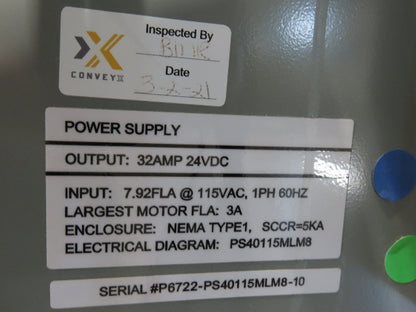 Inspected By
CONVEYX
Date
3-2-21
POWER SUPPLY
OUTPUT: 32AMP 24VDC
INPUT: 7.92FLA @ 115VAC, 1PH 60HZ
LARGEST MOTOR FLA: 3A
ENCLOSURE: NEMA TYPE1, SCCR=5KA
ELECTRICAL DIAGRAM: PS40115MLM8
SERIAL #P6722-PS40115MLM8-10